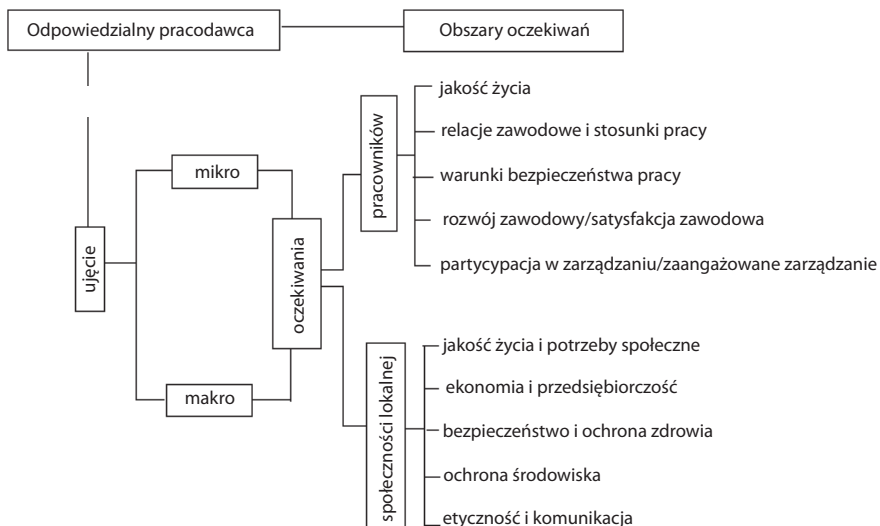 Odpowiedzialny pracodawca
Obszary oczekiwań
ujęcie
mikro
makro
oczekiwania
pracowników
jakość życia
relacje zawodowe i stosunki pracy
warunki bezpieczeństwa pracy
rozwój zawodowy/satysfakcja zawodowa
partycypacja w zarządzaniu/zaangażowane zarządzanie
społeczności lokalnej
jakość życia i potrzeby społeczne
ekonomia i przedsiębiorczość
bezpieczeństwo i ochrona zdrowia
ochrona środowiska
etyczność i komunikacja